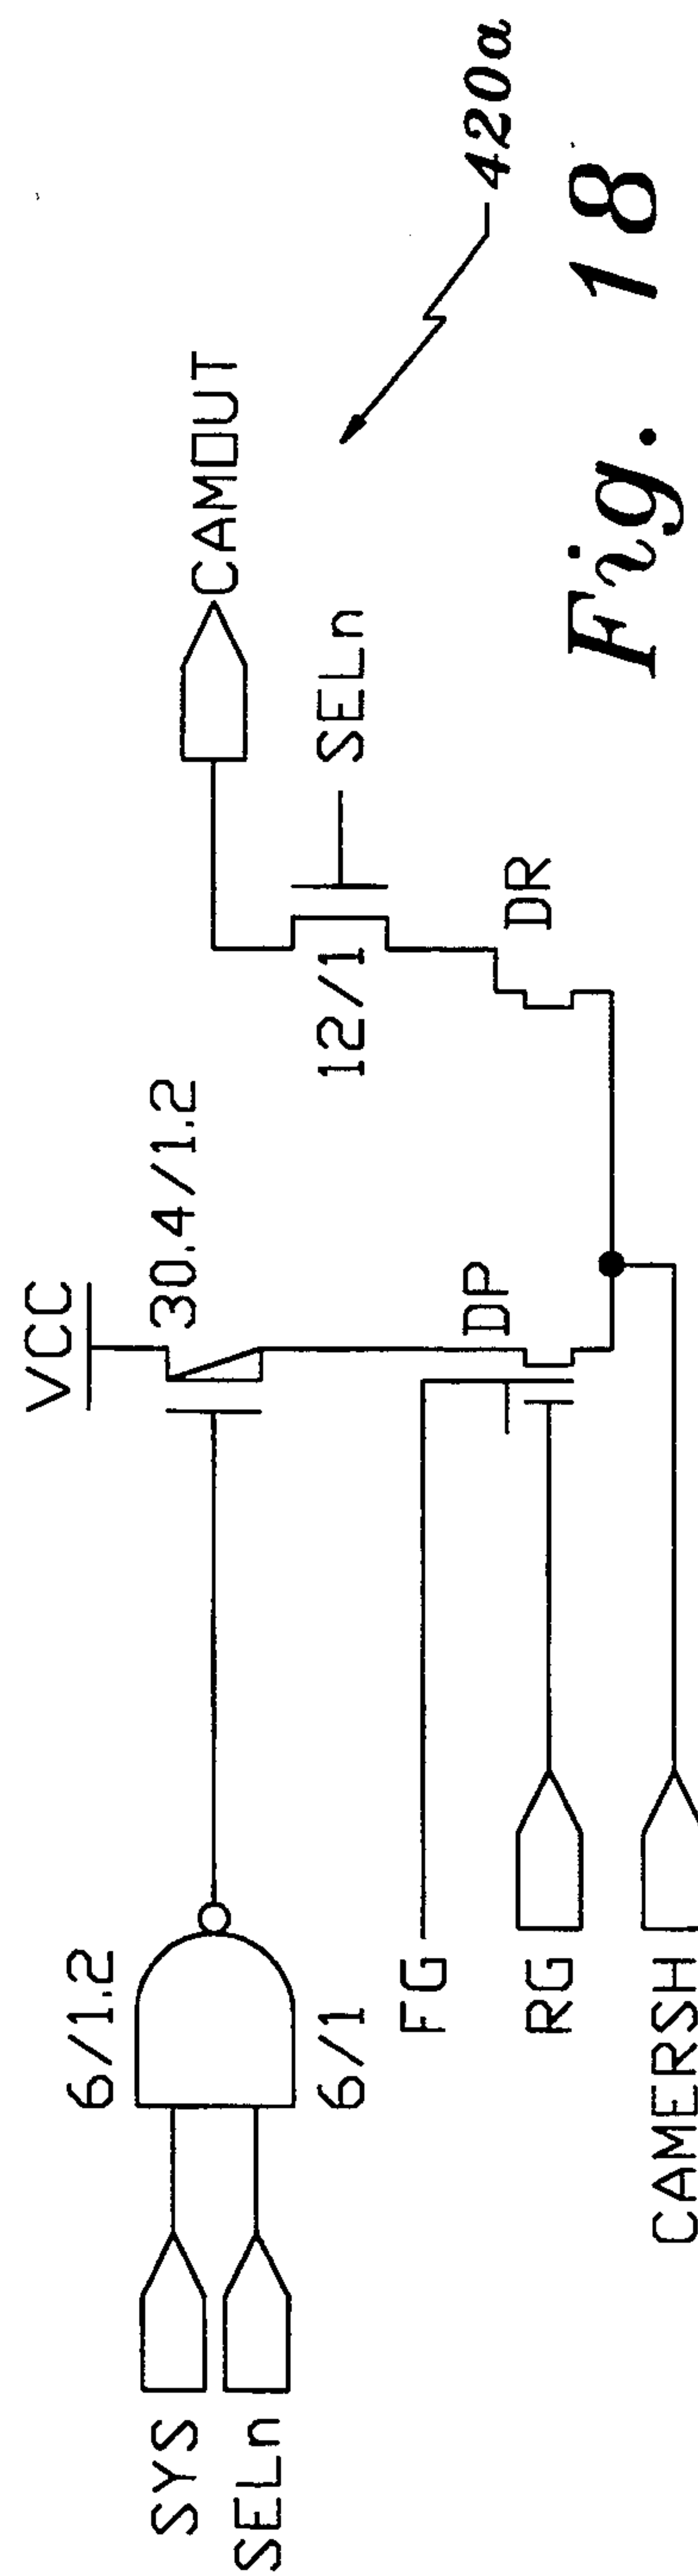 VCC
30.4/1.2
CAMOUT
6/1.2
SYS
SELn
6/1
12/1
SELn
FG
DP
DR
RG
CAMERSH
420a
Fig. 18